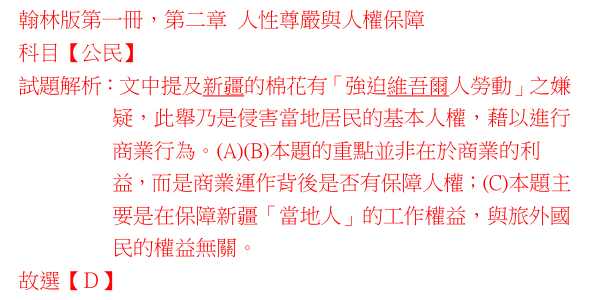 翰林版第一冊，第二章 人性尊嚴與人權保障
科目【公民】
試題解析：文中提及新疆的棉花有「強迫維吾爾人勞動」之嫌
疑，此舉乃是侵害當地居民的基本人權，藉以進行
商業行為。(A)(B)本題的重點並非在於商業的利
益，而是商業運作背後是否有保障人權；(C)本題主
要是在保障新疆「當地人」的工作權益，與旅外國
民的權益無關。
故選【D】